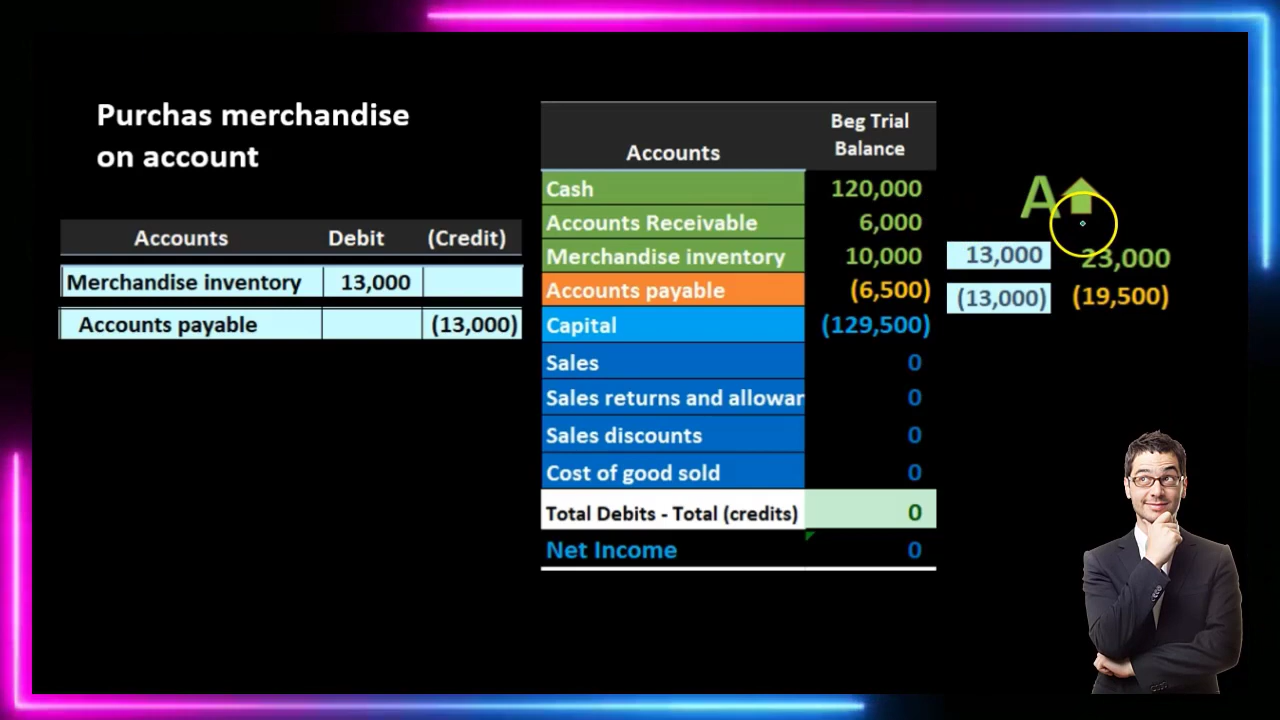 Purchas merchandise
on account
Accounts Debit (Credit)
Merchandise inventory 13,000
Accounts payable (13,000)
Accounts Beg Trial Balance
Cash 120,000
Accounts Receivable 6,000
Merchandise inventory 10,000 13,000 23,000
Accounts payable (6,500) (13,000) (19,500)
Capital (129,500)
Sales 0
Sales returns and allowar 0
Sales discounts 0
Cost of good sold 0
Total Debits - Total (credits) 0
Net Income 0
A